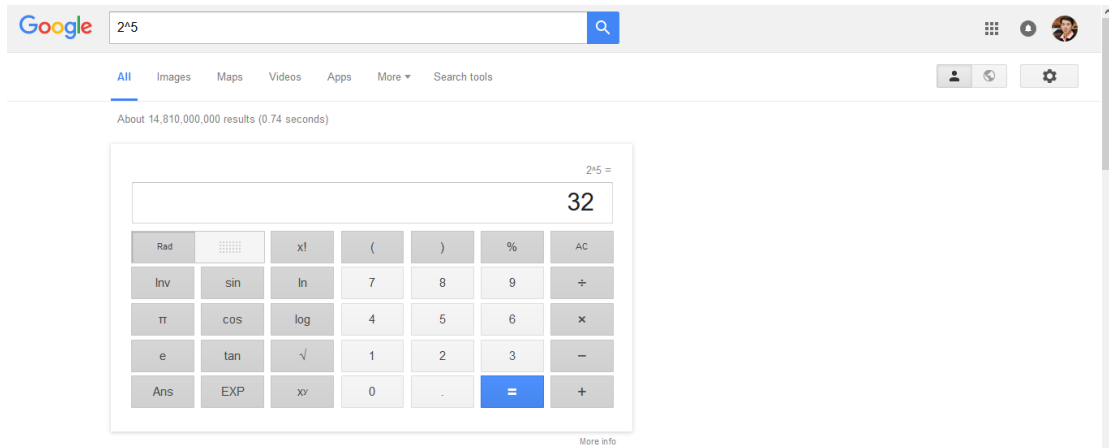 Google 2^5
All Images Maps Videos Apps More ▾ Search tools
About 14,810,000,000 results (0.74 seconds)
2^5 =
32
Rad x! ( ) % AC
Inv sin ln 7 8 9 ÷
π cos log 4 5 6 ×
e tan √ 1 2 3 −
Ans EXP xʸ 0 . = +
More info